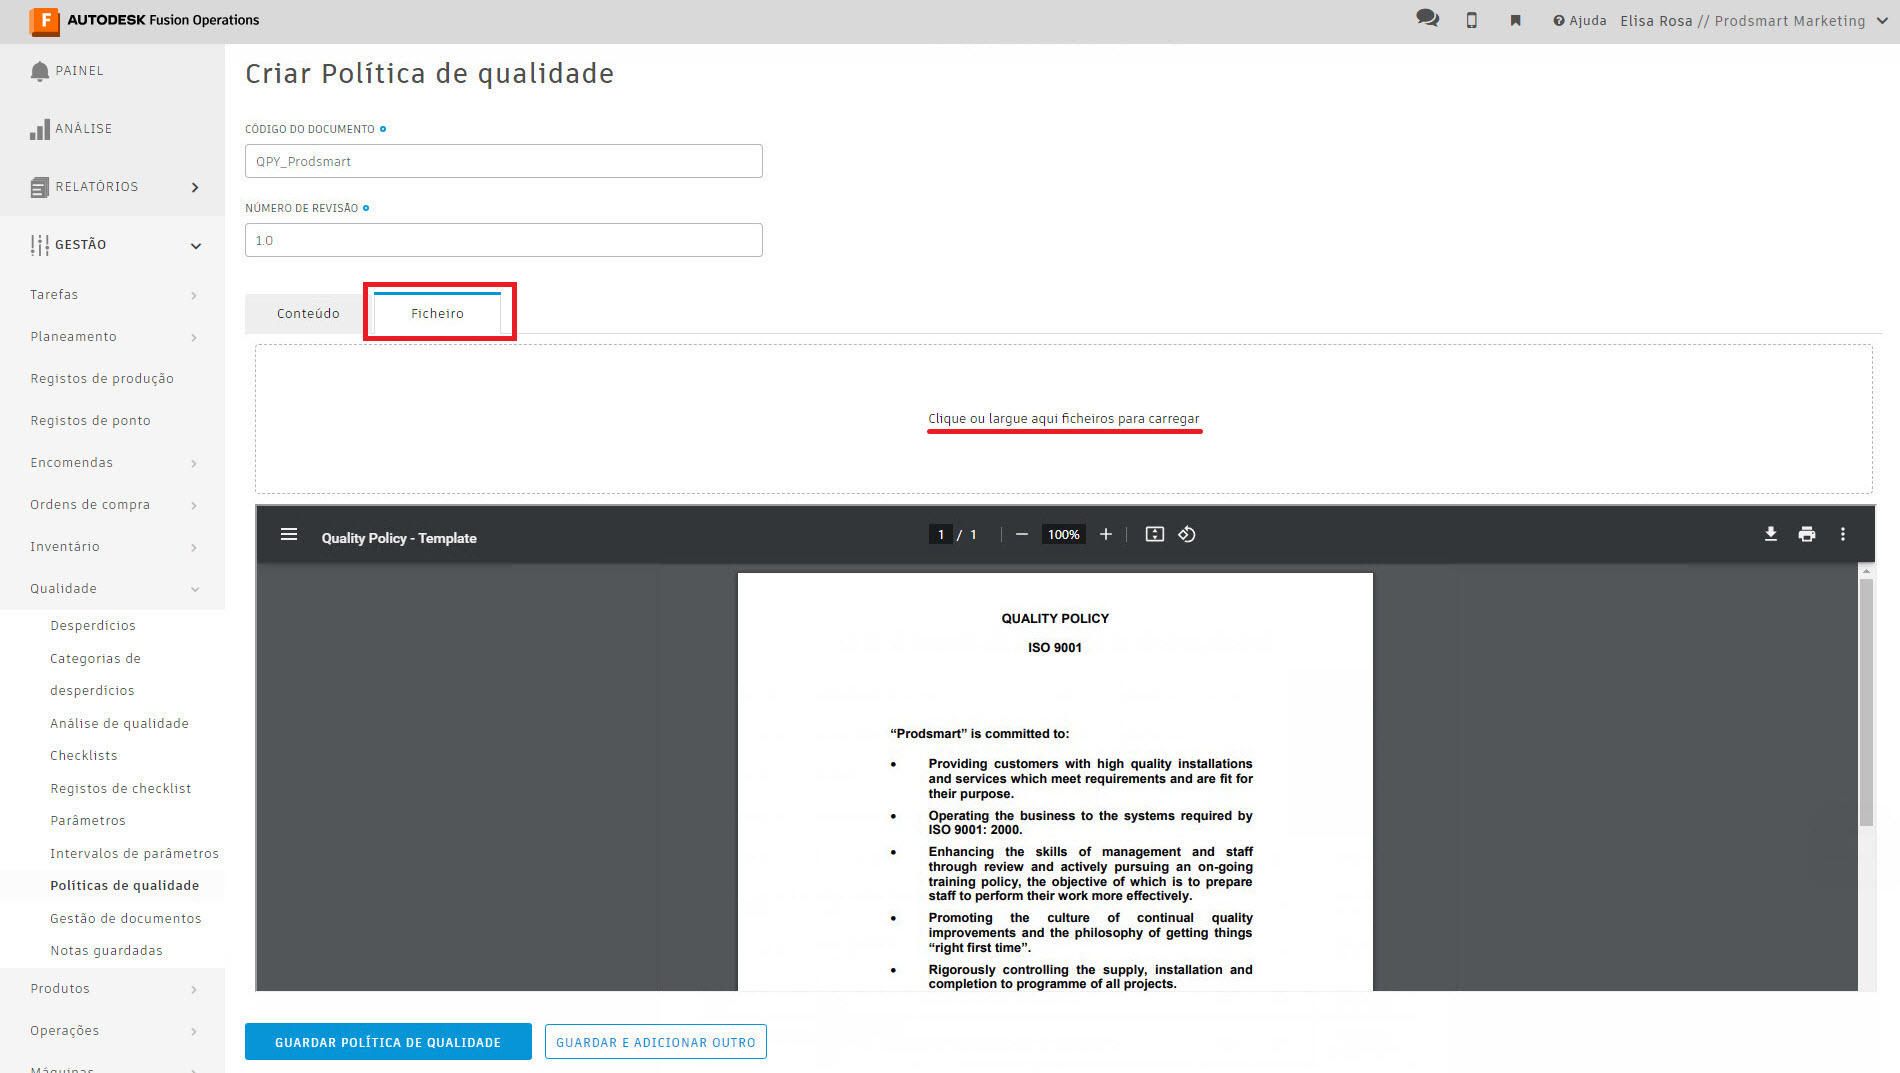 F AUTODESK Fusion Operations
Ajuda Elisa Rosa // Prodsmart Marketing
PAINEL
ANÁLISE
RELATÓRIOS
GESTÃO
Tarefas
Planeamento
Registos de produção
Registos de ponto
Encomendas
Ordens de compra
Inventário
Qualidade
Desperdícios
Categorias de
desperdícios
Análise de qualidade
Checklists
Registos de checklist
Parâmetros
Intervalos de parâmetros
Políticas de qualidade
Gestão de documentos
Notas guardadas
Produtos
Operações
Máquinas
Criar Política de qualidade
CÓDIGO DO DOCUMENTO
QPY_Prodsmart
NÚMERO DE REVISÃO
1.0
Conteúdo Ficheiro
Clique ou largue aqui ficheiros para carregar
Quality Policy - Template 1 / 1 100%
QUALITY POLICY
ISO 9001
“Prodsmart” is committed to:
• Providing customers with high quality installations
and services which meet requirements and are fit for
their purpose.
• Operating the business to the systems required by
ISO 9001: 2000.
• Enhancing the skills of management and staff
through review and actively pursuing an on-going
training policy, the objective of which is to prepare
staff to perform their work more effectively.
• Promoting the culture of continual quality
improvements and the philosophy of getting things
“right first time”.
• Rigorously controlling the supply, installation and
completion to programme of all projects.
GUARDAR POLÍTICA DE QUALIDADE GUARDAR E ADICIONAR OUTRO